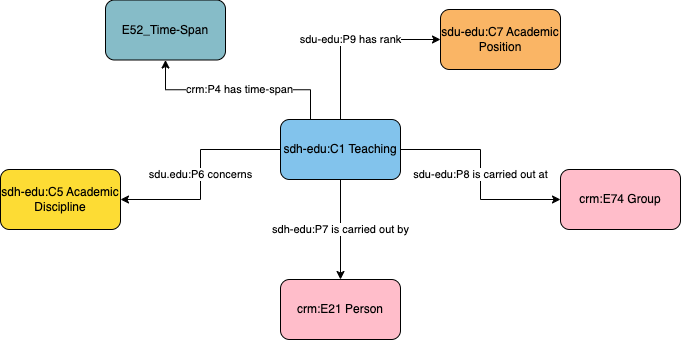 E52_Time-Span
sdu-edu:P9 has rank
sdu-edu:C7 Academic
Position
crm:P4 has time-span
sdh-edu:C1 Teaching
sdu.edu:P6 concerns
sdu-edu:P8 is carried out at
sdh-edu:C5 Academic
Discipline
crm:E74 Group
sdh-edu:P7 is carried out by
crm:E21 Person